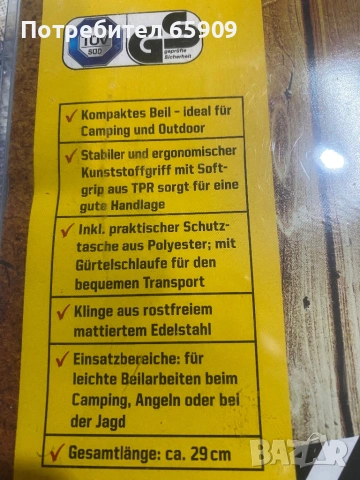 Потребител 65909
TÜV
SÜD
GS
geprüfte
Sicherheit
✓ Kompaktes Beil - ideal für
Camping und Outdoor
✓ Stabiler und ergonomischer
Kunststoffgriff mit Soft-
grip aus TPR sorgt für eine
gute Handlage
✓ Inkl. praktischer Schutz-
tasche aus Polyester; mit
Gürtelschlaufe für den
bequemen Transport
✓ Klinge aus rostfreiem
mattiertem Edelstahl
✓ Einsatzbereiche: für
leichte Beilarbeiten beim
Camping, Angeln oder bei
der Jagd
✓ Gesamtlänge: ca. 29 cm
BAZAR